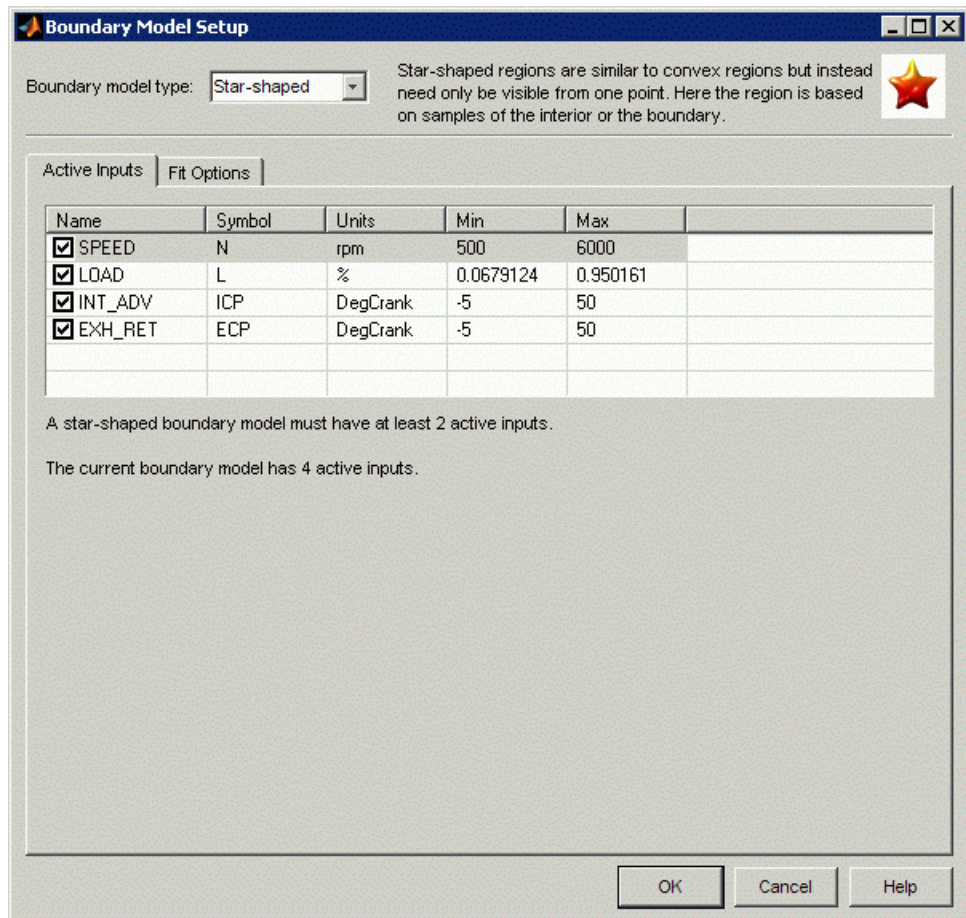 Boundary Model Setup
Boundary model type: Star-shaped
Star-shaped regions are similar to convex regions but instead
need only be visible from one point. Here the region is based
on samples of the interior or the boundary.
Active Inputs Fit Options
Name Symbol Units Min Max
SPEED N rpm 500 6000
LOAD L % 0.0679124 0.950161
INT_ADV ICP DegCrank -5 50
EXH_RET ECP DegCrank -5 50
A star-shaped boundary model must have at least 2 active inputs.
The current boundary model has 4 active inputs.
OK Cancel Help